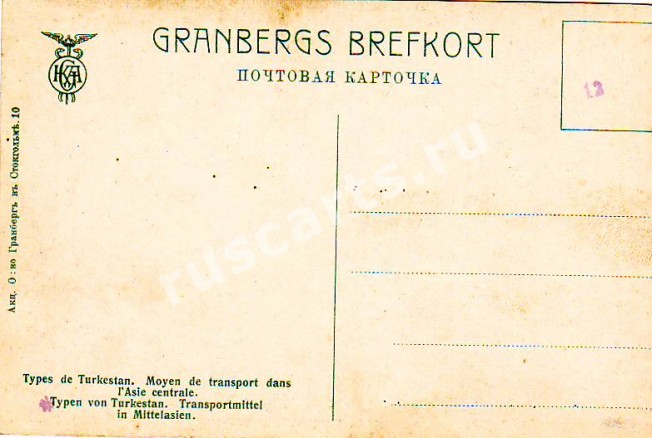 GRANBERGS BREFKORT
ПОЧТОВАЯ КАРТОЧКА
12
Акц. О:во Гранбергъ въ Стокгольмѣ. 10
ruscarts.ru
Types de Turkestan. Moyen de transport dans
l'Asie centrale.
Typen von Turkestan. Transportmittel
in Mittelasien.